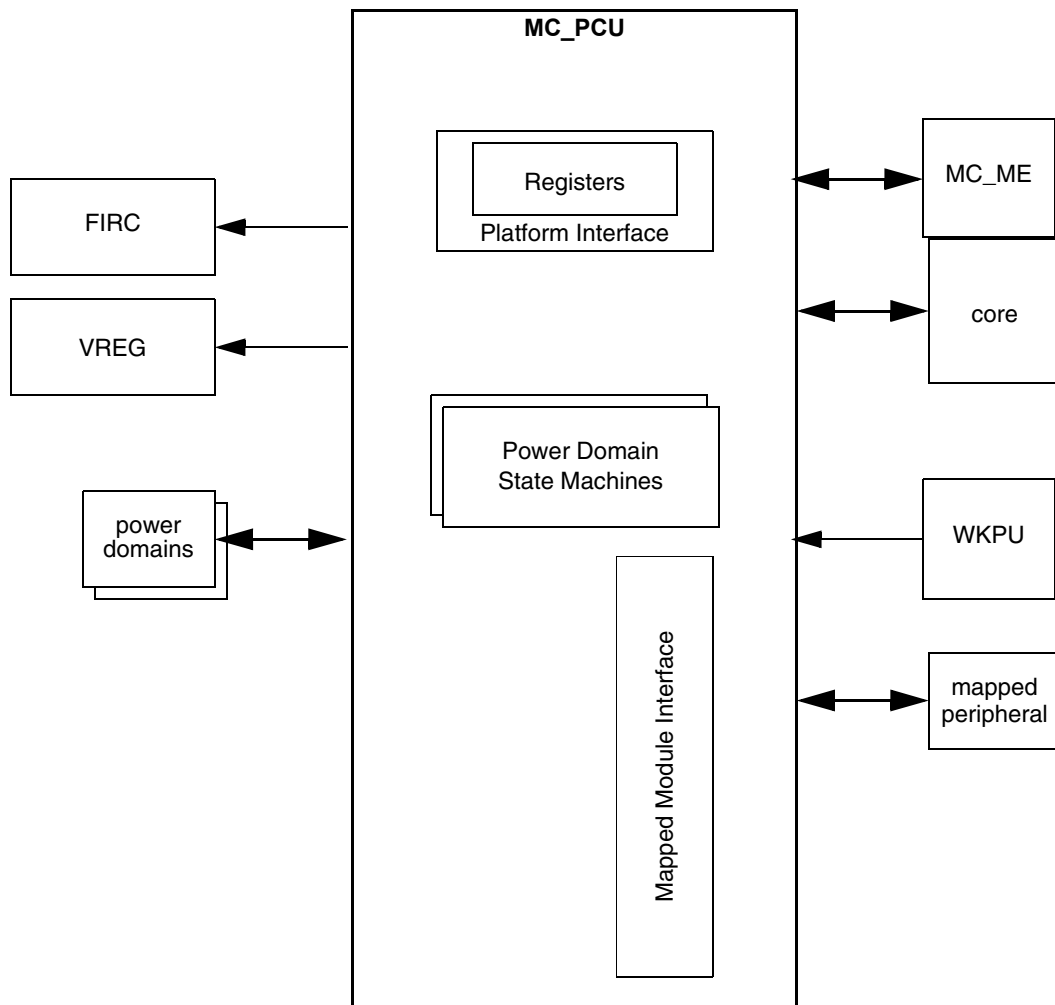 MC_PCU
Registers
Platform Interface
MC_ME
FIRC
core
VREG
Power Domain
State Machines
power
domains
WKPU
Mapped Module Interface
mapped
peripheral